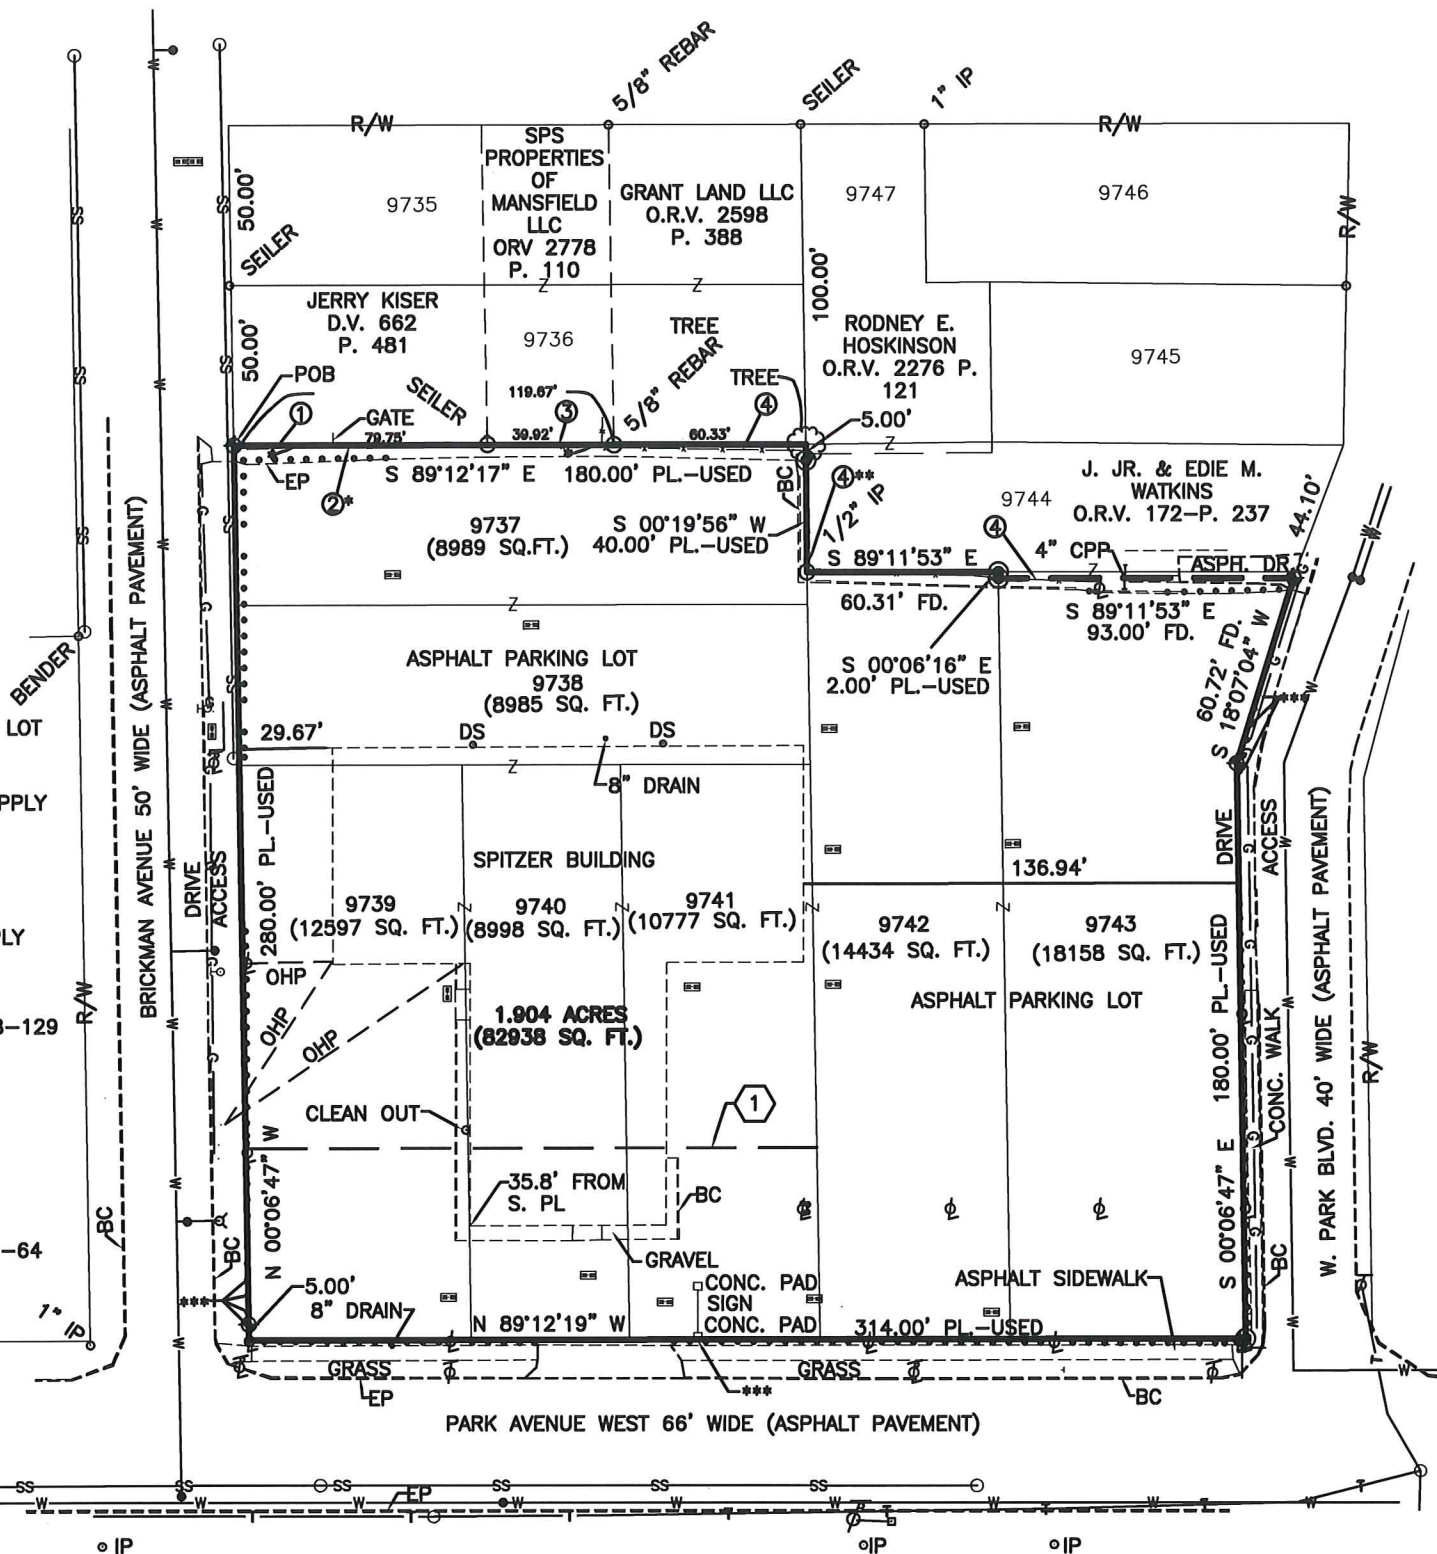 5/8" REBAR
SEILER
1" IP
R/W
R/W
R/W
50.00'
SEILER
9735
SPS
PROPERTIES
OF
MANSFIELD
LLC
ORV 2778
P. 110
GRANT LAND LLC
O.R.V. 2598
P. 388
9747
9746
100.00'
50.00'
JERRY KISER
D.V. 662
P. 481
9736
TREE
5/8" REBAR
RODNEY E.
HOSKINSON
O.R.V. 2276 P.
121
9745
POB
SEILER
119.67'
TREE
1
GATE
3
4
5.00'
79.75'
39.92'
60.33'
EP
S 89°12'17" E 180.00' PL.-USED
2*
BC
4**
1/2" IP
9744
J. JR. & EDIE M.
WATKINS
O.R.V. 172-P. 237
44.10'
9737
(8989 SQ.FT.)
S 00°19'56" W
40.00' PL.-USED
4
S 89°11'53" E
4" CPP
ASPH. DR.
60.31' FD.
S 89°11'53" E
93.00' FD.
S 00°06'16" E
2.00' PL.-USED
60.72' FD.
S 18°07'04" W
***
ASPHALT PARKING LOT
9738
(8985 SQ. FT.)
BENDER
LOT
29.67'
DS
DS
8" DRAIN
PPLY
BRICKMAN AVENUE 50' WIDE (ASPHALT PAVEMENT)
DRIVE
ACCESS
280.00' PL.-USED
N 00°06'47" W
SPITZER BUILDING
136.94'
DRIVE
ACCESS
9739
(12597 SQ. FT.)
9740
(8998 SQ. FT.)
9741
(10777 SQ. FT.)
9742
(14434 SQ. FT.)
9743
(18158 SQ. FT.)
PLY
OHP
OHP
OHP
1.904 ACRES
(82938 SQ. FT.)
ASPHALT PARKING LOT
180.00' PL.-USED
S 00°06'47" E
CONC. WALK
W. PARK BLVD. 40' WIDE (ASPHALT PAVEMENT)
R/W
R/W
-129
CLEAN OUT
1
35.8' FROM
S. PL
BC
BC
BC
BC
-64
GRAVEL
5.00'
8" DRAIN
***
CONC. PAD
SIGN
CONC. PAD
ASPHALT SIDEWALK
1" IP
N 89°12'19" W
314.00' PL.-USED
GRASS
GRASS
EP
***
BC
PARK AVENUE WEST 66' WIDE (ASPHALT PAVEMENT)
EP
IP
IP
IP